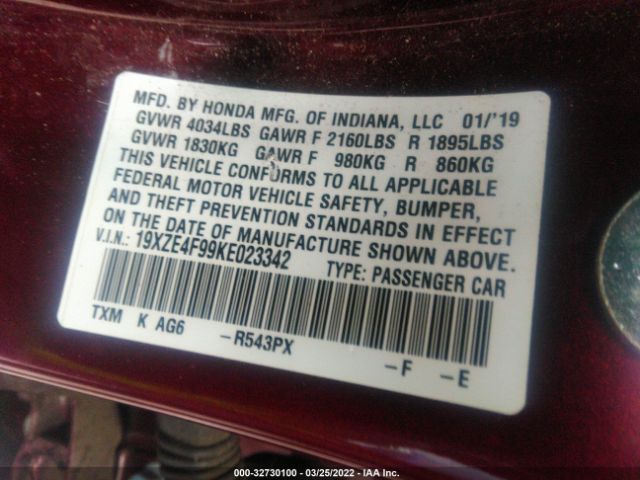 MFD. BY HONDA MFG. OF INDIANA, LLC 01/'19
GVWR 4034LBS GAWR F 2160LBS R 1895LBS
GVWR 1830KG GAWR F 980KG R 860KG
THIS VEHICLE CONFORMS TO ALL APPLICABLE
FEDERAL MOTOR VEHICLE SAFETY, BUMPER,
AND THEFT PREVENTION STANDARDS IN EFFECT
ON THE DATE OF MANUFACTURE SHOWN ABOVE.
V.I.N.: 19XZE4F99KE023342 TYPE: PASSENGER CAR
TXM K AG6 -R543PX -F -E
000-32730100 - 03/25/2022 - IAA Inc.